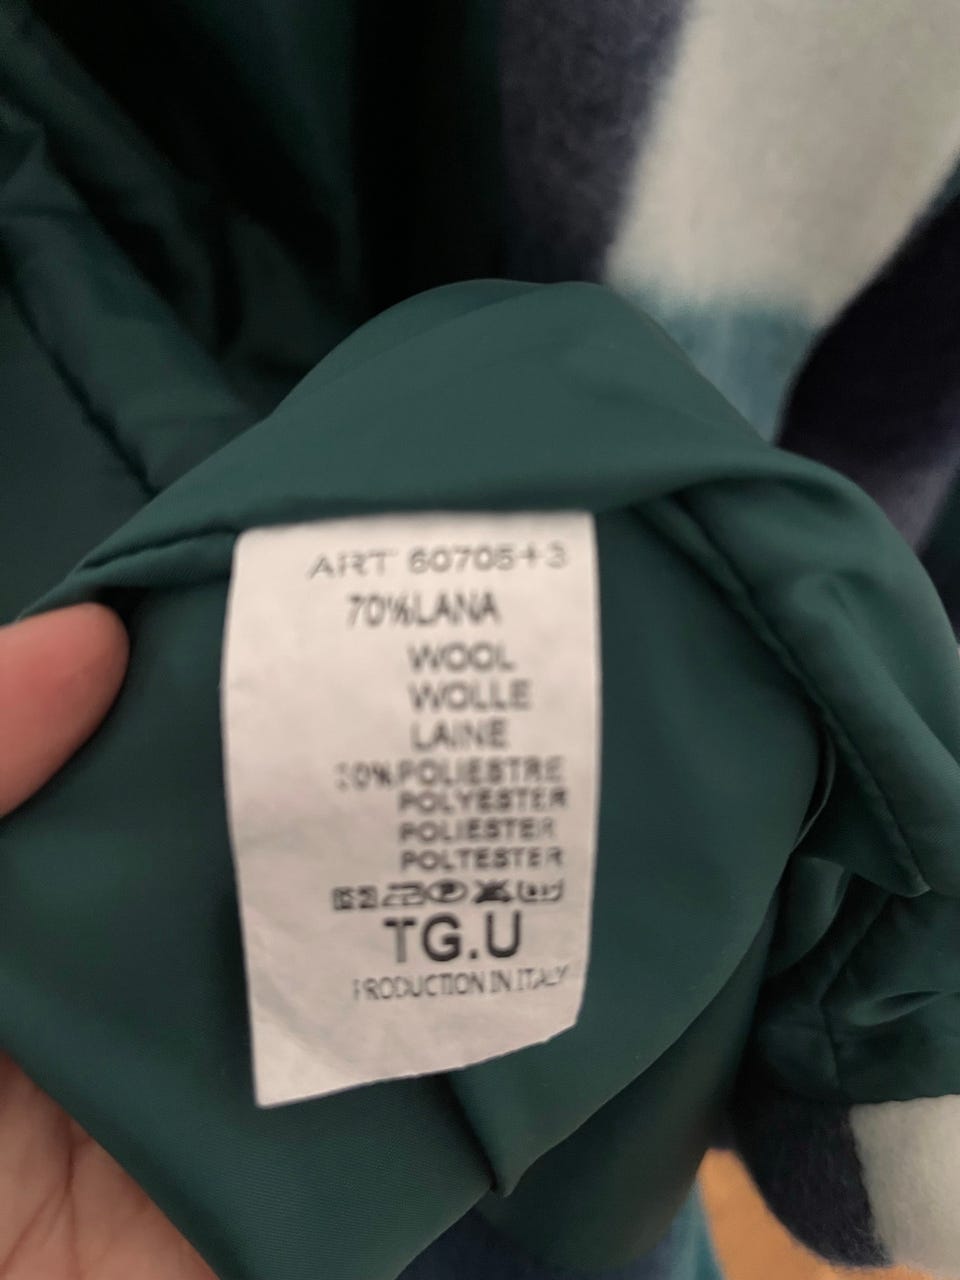 ART 60705+3
70%LANA
WOOL
WOLLE
LAINE
POLIESTRE
POLYESTER
POLIESTER
POLTESTER
TG.U
PRODUCTION IN ITALY